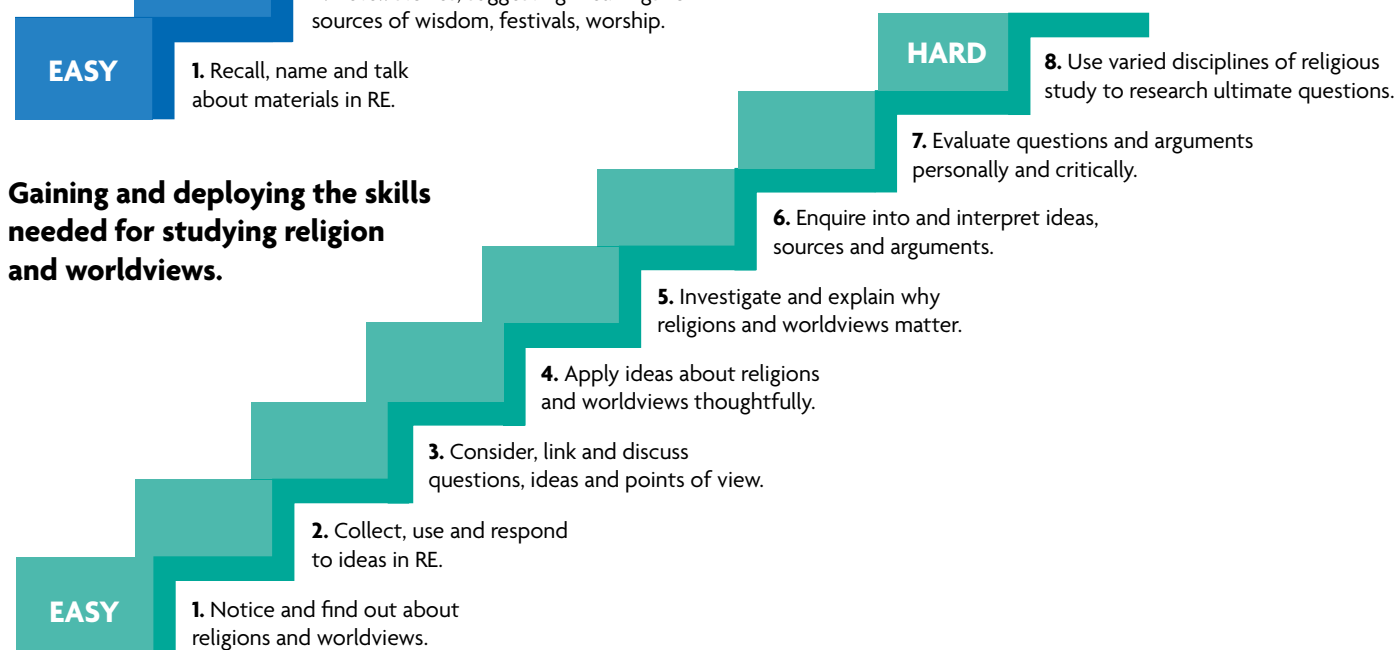 sources of wisdom, festivals, worship.
EASY
1. Recall, name and talk
about materials in RE.
Gaining and deploying the skills
needed for studying religion
and worldviews.
HARD
8. Use varied disciplines of religious
study to research ultimate questions.
7. Evaluate questions and arguments
personally and critically.
6. Enquire into and interpret ideas,
sources and arguments.
5. Investigate and explain why
religions and worldviews matter.
4. Apply ideas about religions
and worldviews thoughtfully.
3. Consider, link and discuss
questions, ideas and points of view.
2. Collect, use and respond
to ideas in RE.
EASY
1. Notice and find out about
religions and worldviews.